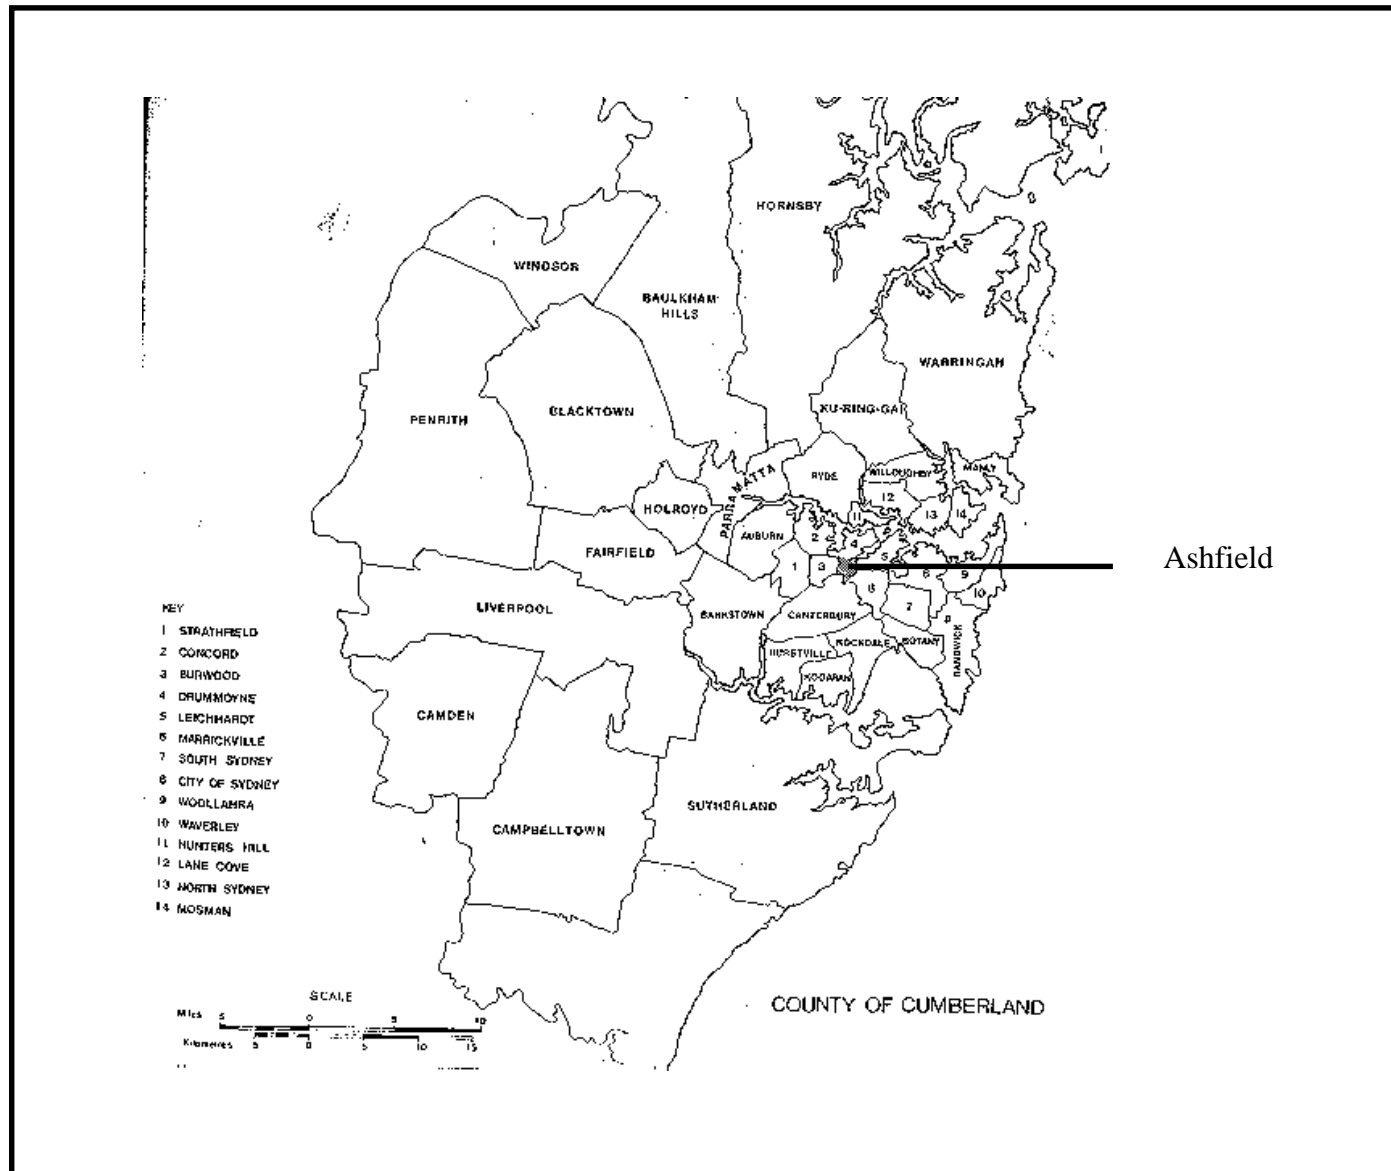 HORNSBY
WINDSOR
BAULKHAM
HILLS
WARRINGAH
KU-RING-GAI
PENRITH
BLACKTOWN
PARRAMATTA
RYDE
WILLOUGHBY
MANLY
HOLROYD
12
13
14
11
AUBURN
2
4
FAIRFIELD
1
3
5
8
9
10
Ashfield
6
7
LIVERPOOL
BANKSTOWN
CANTERBURY
HURSTVILLE
ROCKDALE
BOTANY
RANDWICK
KOGARAH
CAMDEN
SUTHERLAND
CAMPBELLTOWN
KEY
1 STRATHFIELD
2 CONCORD
3 BURWOOD
4 DRUMMOYNE
5 LEICHHARDT
6 MARRICKVILLE
7 SOUTH SYDNEY
8 CITY OF SYDNEY
9 WOOLLAHRA
10 WAVERLEY
11 HUNTERS HILL
12 LANE COVE
13 NORTH SYDNEY
14 MOSMAN
SCALE
Miles 5 0 5 10
Kilometres 5 0 5 10 15
COUNTY OF CUMBERLAND